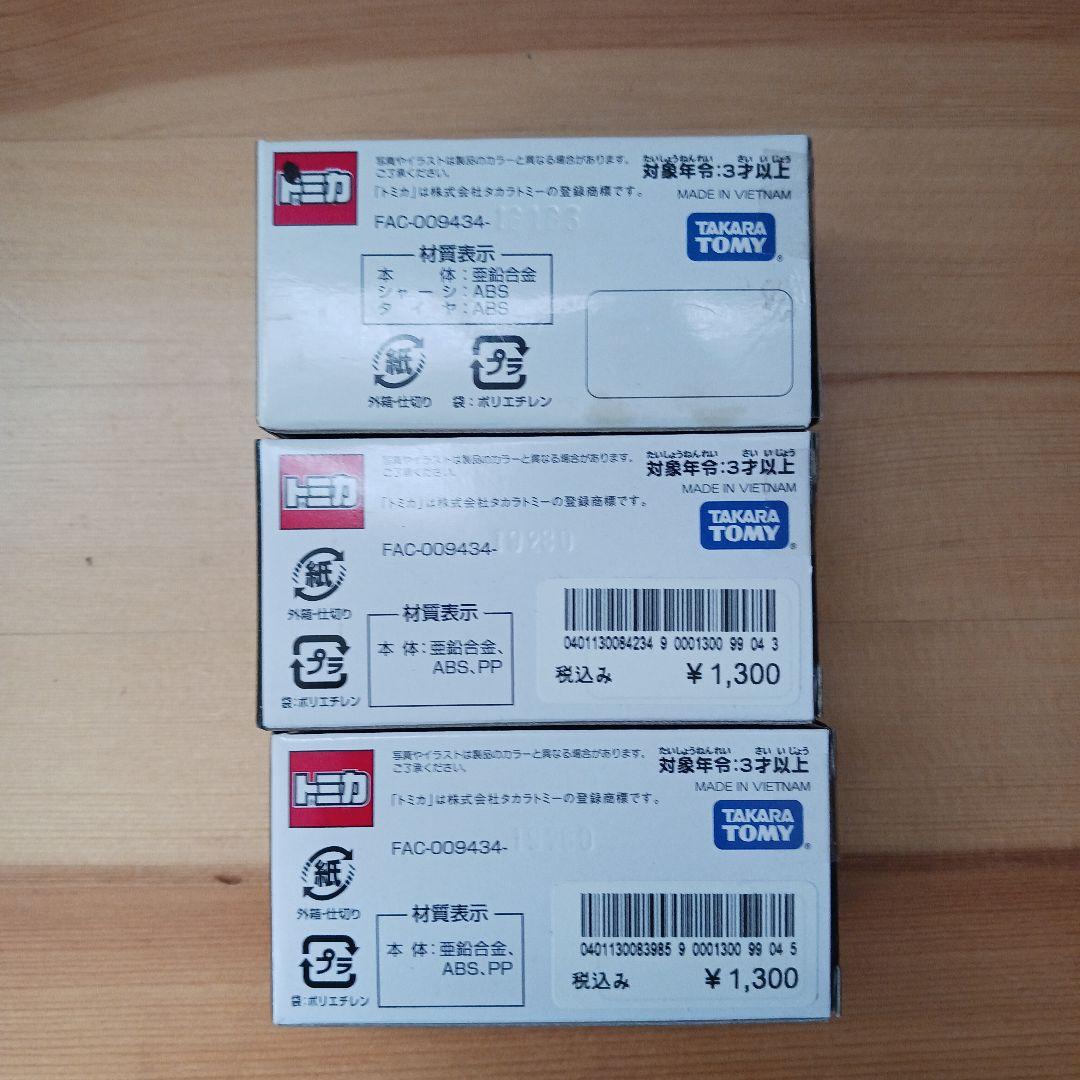 トミカ
写真やイラストは製品のカラーと異なる場合があります。
ご了承ください。
「トミカ」は株式会社タカラトミーの登録商標です。
FAC-009434-
たいしょうねんれい さい いじょう
対象年令:3才以上
MADE IN VIETNAM
TAKARA
TOMY
材質表示
本 体:亜鉛合金
シャーシ:ABS
タイヤ:ABS
紙
外箱・仕切り
プラ
袋:ポリエチレン
トミカ
写真やイラストは製品のカラーと異なる場合があります。
ご了承ください。
「トミカ」は株式会社タカラトミーの登録商標です。
FAC-009434-19280
たいしょうねんれい さい いじょう
対象年令:3才以上
MADE IN VIETNAM
TAKARA
TOMY
紙
外箱・仕切り
プラ
袋:ポリエチレン
材質表示
本 体:亜鉛合金、
ABS、PP
0401130084234 9 0001300 99 04 3
税込み ¥1,300
トミカ
写真やイラストは製品のカラーと異なる場合があります。
ご了承ください。
「トミカ」は株式会社タカラトミーの登録商標です。
FAC-009434-
たいしょうねんれい さい いじょう
対象年令:3才以上
MADE IN VIETNAM
TAKARA
TOMY
紙
外箱・仕切り
プラ
袋:ポリエチレン
材質表示
本 体:亜鉛合金、
ABS、PP
0401130083985 9 0001300 99 04 5
税込み ¥1,300